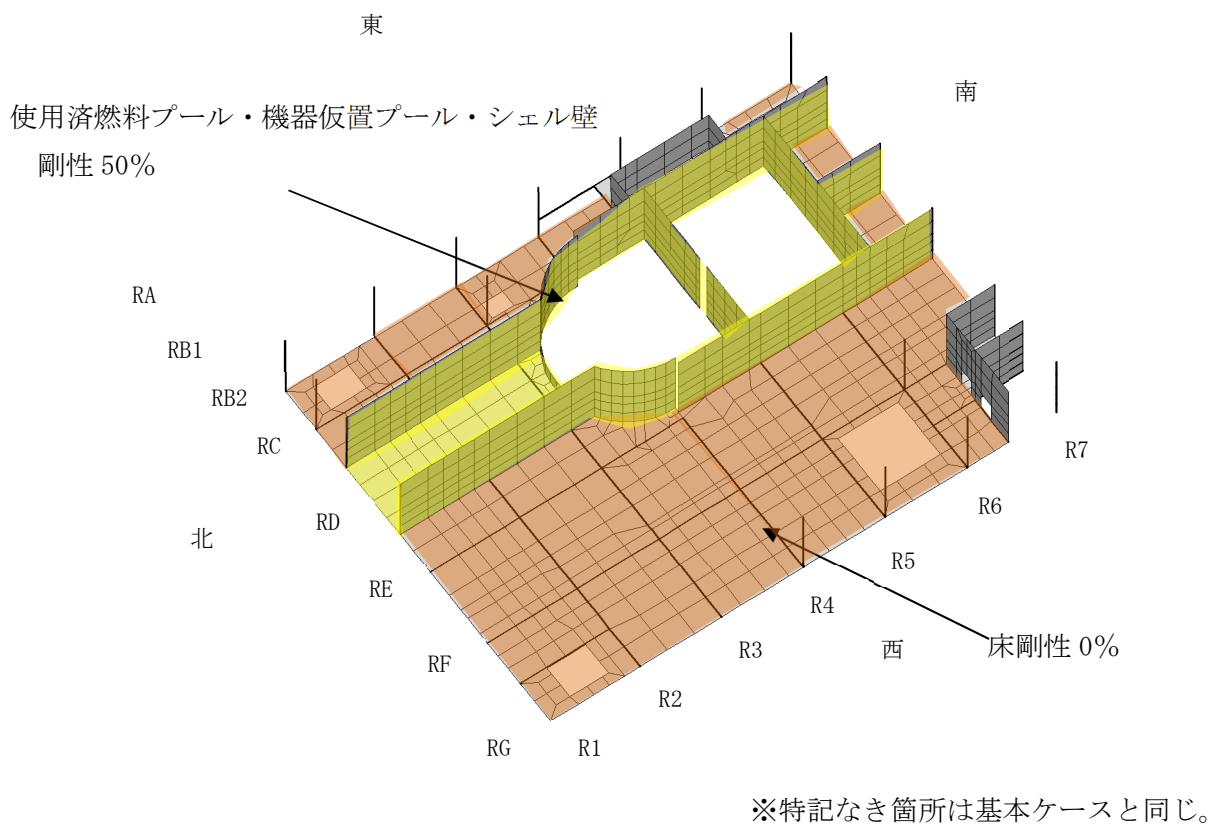 東
南
使用済燃料プール・機器仮置プール・シェル壁
剛性 50%
RA
RB1
RB2
RC
RD
北
RE
RF
RG
R1
R2
R3
R4
R5
R6
R7
西
床剛性 0%
※特記なき箇所は基本ケースと同じ。